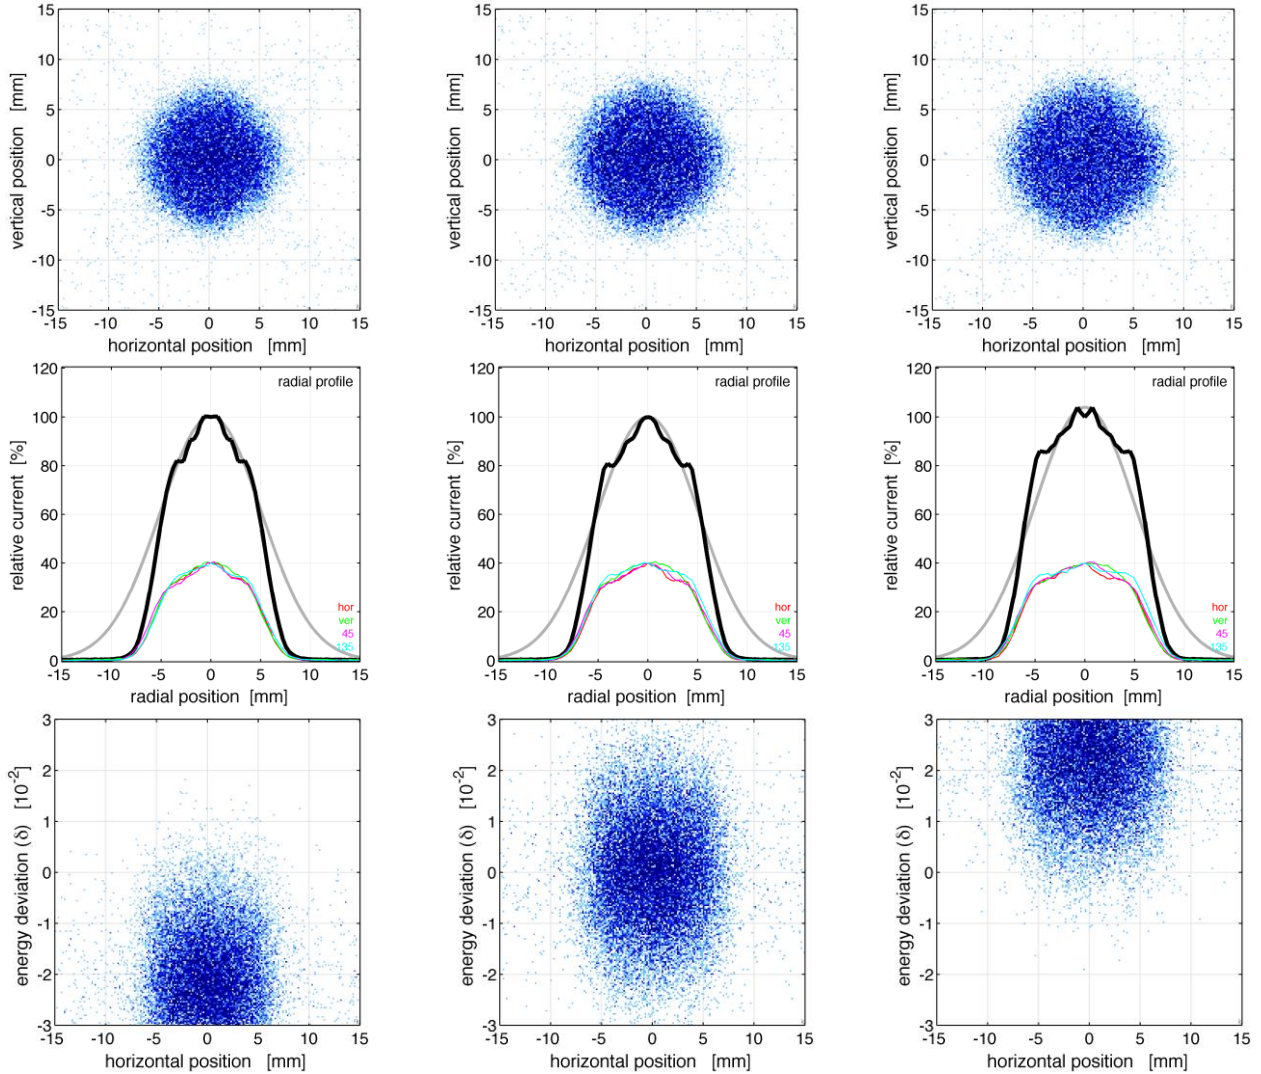 15
10
5
0
-5
-10
-15
-15 -10 -5 0 5 10 15
vertical position [mm]
horizontal position [mm]
15
10
5
0
-5
-10
-15
-15 -10 -5 0 5 10 15
vertical position [mm]
horizontal position [mm]
15
10
5
0
-5
-10
-15
-15 -10 -5 0 5 10 15
vertical position [mm]
horizontal position [mm]
120
100
80
60
40
20
0
-15 -10 -5 0 5 10 15
relative current [%]
radial profile
hor
ver
45
135
radial position [mm]
120
100
80
60
40
20
0
-15 -10 -5 0 5 10 15
relative current [%]
radial profile
hor
ver
45
135
radial position [mm]
120
100
80
60
40
20
0
-15 -10 -5 0 5 10 15
relative current [%]
radial profile
hor
ver
45
135
radial position [mm]
3
2
1
0
-1
-2
-3
-15 -10 -5 0 5 10 15
energy deviation (δ) [10⁻²]
horizontal position [mm]
3
2
1
0
-1
-2
-3
-15 -10 -5 0 5 10 15
energy deviation (δ) [10⁻²]
horizontal position [mm]
3
2
1
0
-1
-2
-3
-15 -10 -5 0 5 10 15
energy deviation (δ) [10⁻²]
horizontal position [mm]